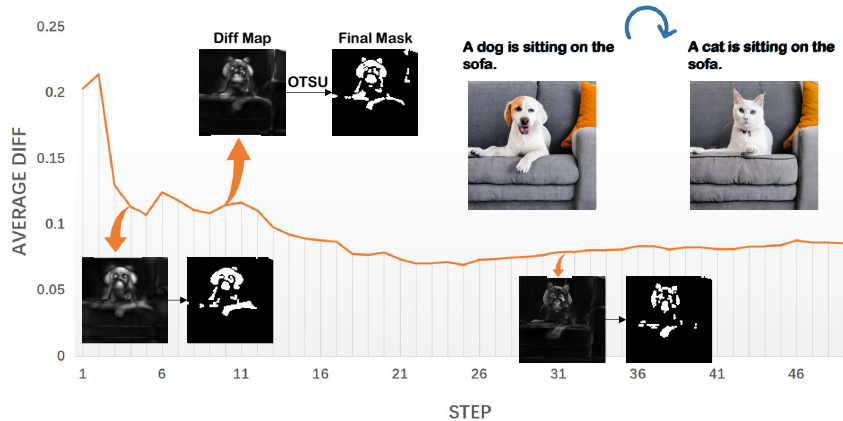 0.25
0.2
0.15
0.1
0.05
0
AVERAGE DIFF
Diff Map
Final Mask
OTSU
A dog is sitting on the
sofa.
A cat is sitting on the
sofa.
1
6
11
16
21
26
31
36
41
46
STEP